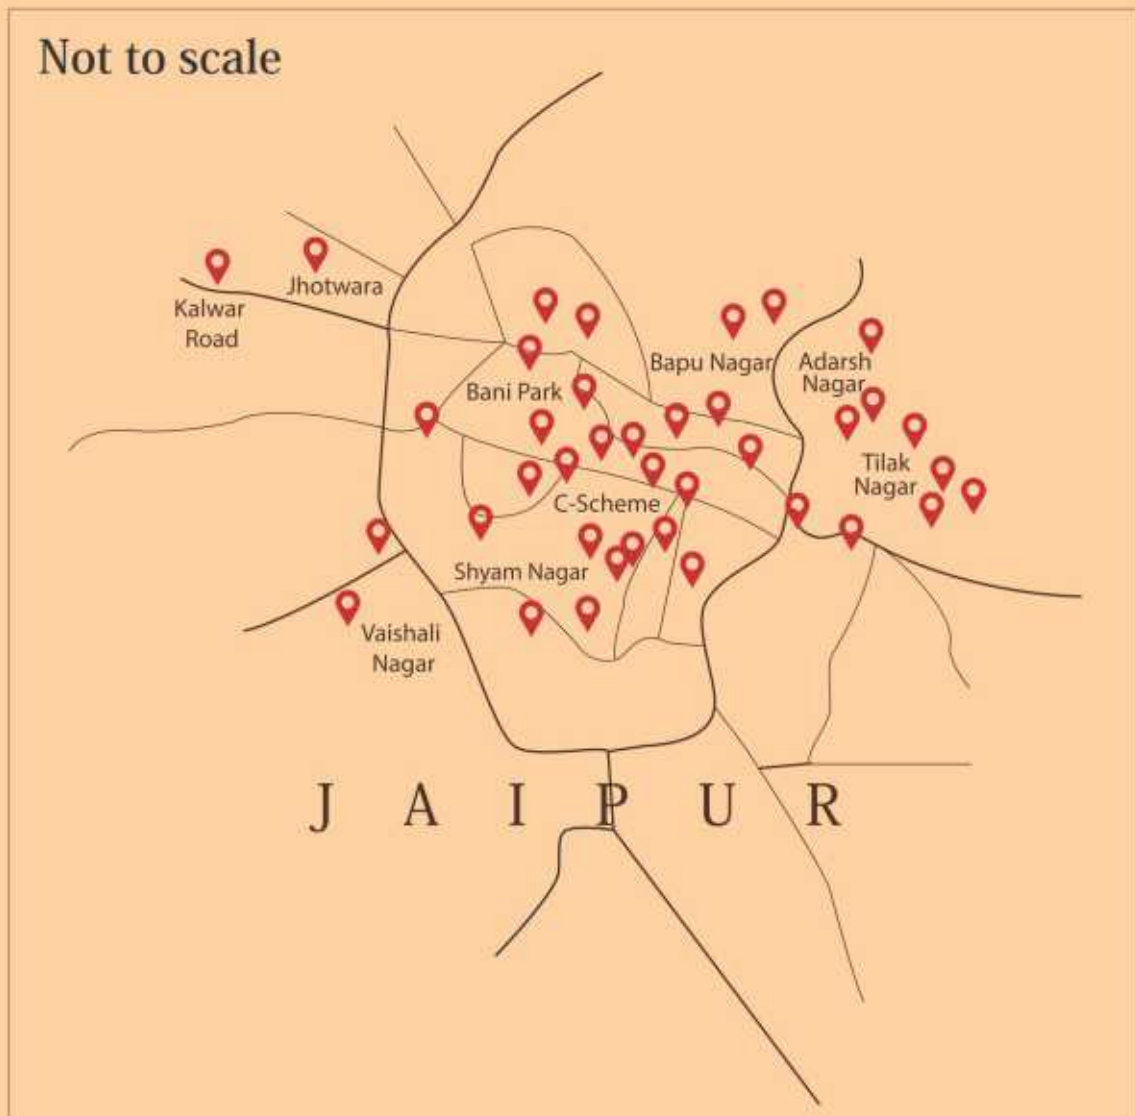 Not to scale
Jhotwara
Kalwar
Road
Bapu Nagar
Adarsh
Nagar
Bani Park
Tilak
Nagar
C-Scheme
Shyam Nagar
Vaishali
Nagar
JAIPUR